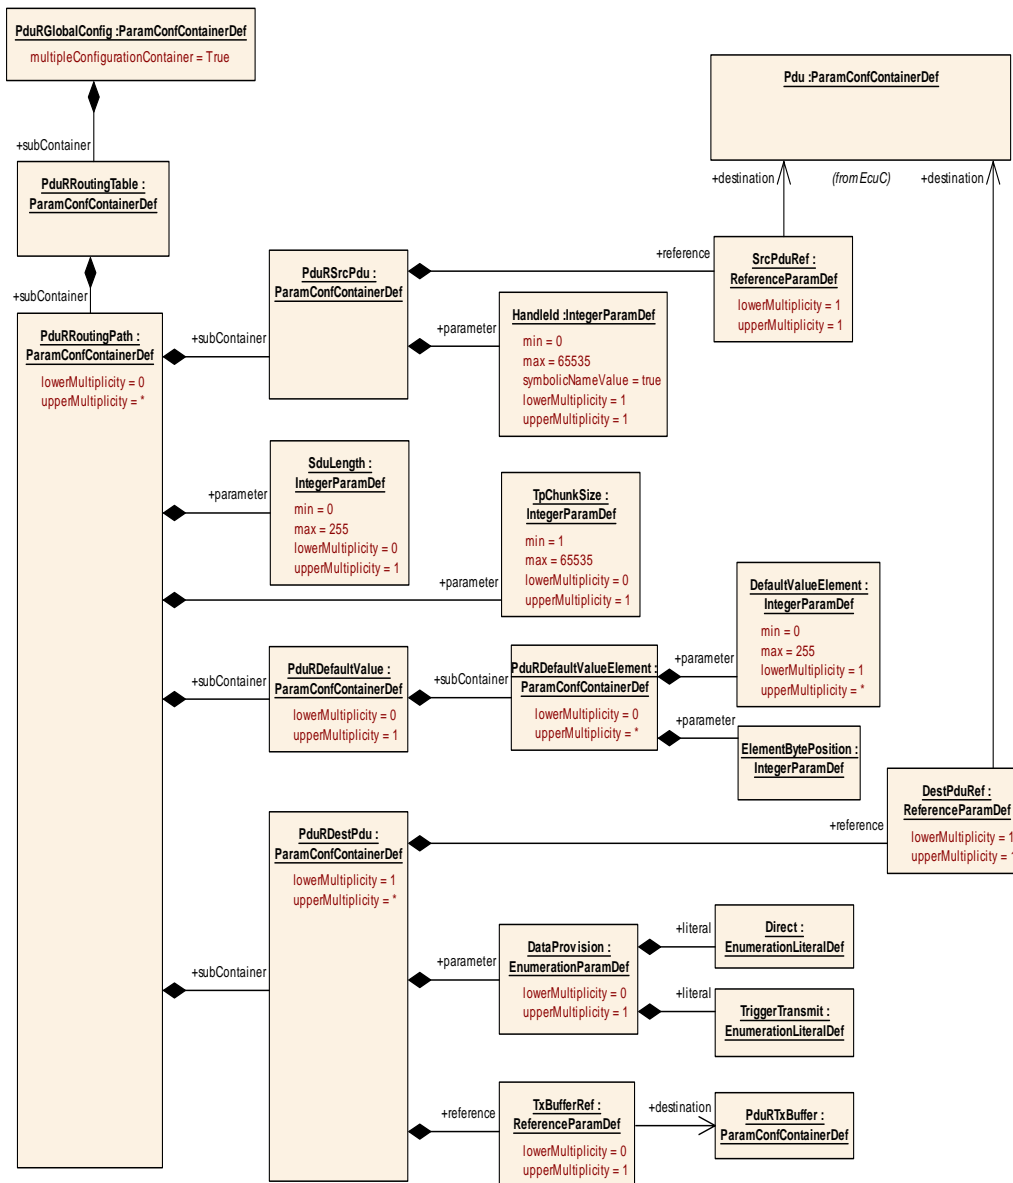 PduRGlobalConfig :ParamConfContainerDef
multipleConfigurationContainer = True
+subContainer
PduRRoutingTable :
ParamConfContainerDef
+subContainer
PduRRoutingPath :
ParamConfContainerDef
lowerMultiplicity = 0
upperMultiplicity = *
Pdu :ParamConfContainerDef
+destination
(from EcuC)
+destination
+subContainer
PduRSrcPdu :
ParamConfContainerDef
+reference
SrcPduRef :
ReferenceParamDef
lowerMultiplicity = 1
upperMultiplicity = 1
+parameter
HandleId :IntegerParamDef
min = 0
max = 65535
symbolicNameValue = true
lowerMultiplicity = 1
upperMultiplicity = 1
+parameter
SduLength :
IntegerParamDef
min = 0
max = 255
lowerMultiplicity = 0
upperMultiplicity = 1
+parameter
TpChunkSize :
IntegerParamDef
min = 1
max = 65535
lowerMultiplicity = 0
upperMultiplicity = 1
+subContainer
PduRDefaultValue :
ParamConfContainerDef
lowerMultiplicity = 0
upperMultiplicity = 1
+subContainer
PduRDefaultValueElement :
ParamConfContainerDef
lowerMultiplicity = 0
upperMultiplicity = *
+parameter
DefaultValueElement :
IntegerParamDef
min = 0
max = 255
lowerMultiplicity = 1
upperMultiplicity = *
+parameter
ElementBytePosition :
IntegerParamDef
+subContainer
PduRDestPdu :
ParamConfContainerDef
lowerMultiplicity = 1
upperMultiplicity = *
+reference
DestPduRef :
ReferenceParamDef
lowerMultiplicity = 1
upperMultiplicity = 1
+parameter
DataProvision :
EnumerationParamDef
lowerMultiplicity = 0
upperMultiplicity = 1
+literal
Direct :
EnumerationLiteralDef
+literal
TriggerTransmit :
EnumerationLiteralDef
+reference
TxBufferRef :
ReferenceParamDef
lowerMultiplicity = 0
upperMultiplicity = 1
+destination
PduRTxBuffer :
ParamConfContainerDef